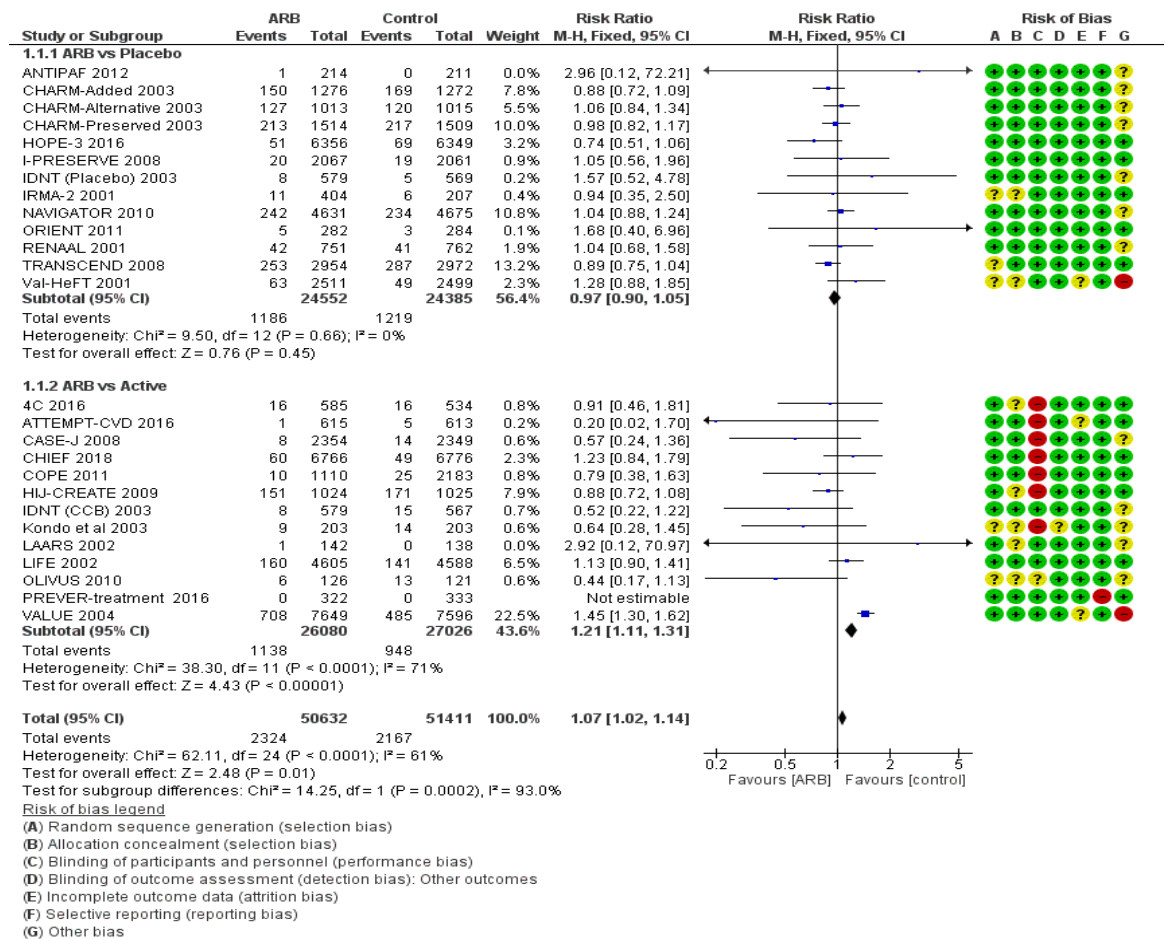 ARB Control Risk Ratio Risk Ratio Risk of Bias
Study or Subgroup Events Total Events Total Weight M-H, Fixed, 95% CI M-H, Fixed, 95% CI A B C D E F G
1.1.1 ARB vs Placebo
ANTIPAF 2012 1 214 0 211 0.0% 2.96 [0.12, 72.21] + + + + + + ?
CHARM-Added 2003 150 1276 169 1272 7.8% 0.88 [0.72, 1.09] + + + + + + ?
CHARM-Alternative 2003 127 1013 120 1015 5.5% 1.06 [0.84, 1.34] + + + + + + ?
CHARM-Preserved 2003 213 1514 217 1509 10.0% 0.98 [0.82, 1.17] + + + + + + ?
HOPE-3 2016 51 6356 69 6349 3.2% 0.74 [0.51, 1.06] + + + + + + +
I-PRESERVE 2008 20 2067 19 2061 0.9% 1.05 [0.56, 1.96] + + + + + + +
IDNT (Placebo) 2003 8 579 5 569 0.2% 1.57 [0.52, 4.78] + + + + + + ?
IRMA-2 2001 11 404 6 207 0.4% 0.94 [0.35, 2.50] ? ? + + + + +
NAVIGATOR 2010 242 4631 234 4675 10.8% 1.04 [0.88, 1.24] + + + + + + ?
ORIENT 2011 5 282 3 284 0.1% 1.68 [0.40, 6.96] + + + + + + +
RENAAL 2001 42 751 41 762 1.9% 1.04 [0.68, 1.58] + + + + + + ?
TRANSCEND 2008 253 2954 287 2972 13.2% 0.89 [0.75, 1.04] ? + + + + + +
Val-HeFT 2001 63 2511 49 2499 2.3% 1.28 [0.88, 1.85] ? ? + + ? + -
Subtotal (95% CI) 24552 24385 56.4% 0.97 [0.90, 1.05]
Total events 1186 1219
Heterogeneity: Chi² = 9.50, df = 12 (P = 0.66); I² = 0%
Test for overall effect: Z = 0.76 (P = 0.45)
1.1.2 ARB vs Active
4C 2016 16 585 16 534 0.8% 0.91 [0.46, 1.81] + ? - + + + +
ATTEMPT-CVD 2016 1 615 5 613 0.2% 0.20 [0.02, 1.70] + + - + ? + +
CASE-J 2008 8 2354 14 2349 0.6% 0.57 [0.24, 1.36] + + - + + + ?
CHIEF 2018 60 6766 49 6776 2.3% 1.23 [0.84, 1.79] + + - + + + +
COPE 2011 10 1110 25 2183 0.8% 0.79 [0.38, 1.63] + + - + + + +
HIJ-CREATE 2009 151 1024 171 1025 7.9% 0.88 [0.72, 1.08] + ? - + + + +
IDNT (CCB) 2003 8 579 15 567 0.7% 0.52 [0.22, 1.22] + + + + + + ?
Kondo et al 2003 9 203 14 203 0.6% 0.64 [0.28, 1.45] ? ? - ? + + ?
LAARS 2002 1 142 0 138 0.0% 2.92 [0.12, 70.97] + ? + + + + ?
LIFE 2002 160 4605 141 4588 6.5% 1.13 [0.90, 1.41] + + + + + + +
OLIVUS 2010 6 126 13 121 0.6% 0.44 [0.17, 1.13] ? ? ? + + + ?
PREVER-treatment 2016 0 322 0 333 Not estimable + + + + + - +
VALUE 2004 708 7649 485 7596 22.5% 1.45 [1.30, 1.62] + + + + ? + -
Subtotal (95% CI) 26080 27026 43.6% 1.21 [1.11, 1.31]
Total events 1138 948
Heterogeneity: Chi² = 38.30, df = 11 (P < 0.0001); I² = 71%
Test for overall effect: Z = 4.43 (P < 0.00001)
Total (95% CI) 50632 51411 100.0% 1.07 [1.02, 1.14]
Total events 2324 2167
Heterogeneity: Chi² = 62.11, df = 24 (P < 0.0001); I² = 61%
Test for overall effect: Z = 2.48 (P = 0.01)
Test for subgroup differences: Chi² = 14.25, df = 1 (P = 0.0002), I² = 93.0%
0.2 0.5 1 2 5
Favours [ARB] Favours [control]
Risk of bias legend
(A) Random sequence generation (selection bias)
(B) Allocation concealment (selection bias)
(C) Blinding of participants and personnel (performance bias)
(D) Blinding of outcome assessment (detection bias): Other outcomes
(E) Incomplete outcome data (attrition bias)
(F) Selective reporting (reporting bias)
(G) Other bias